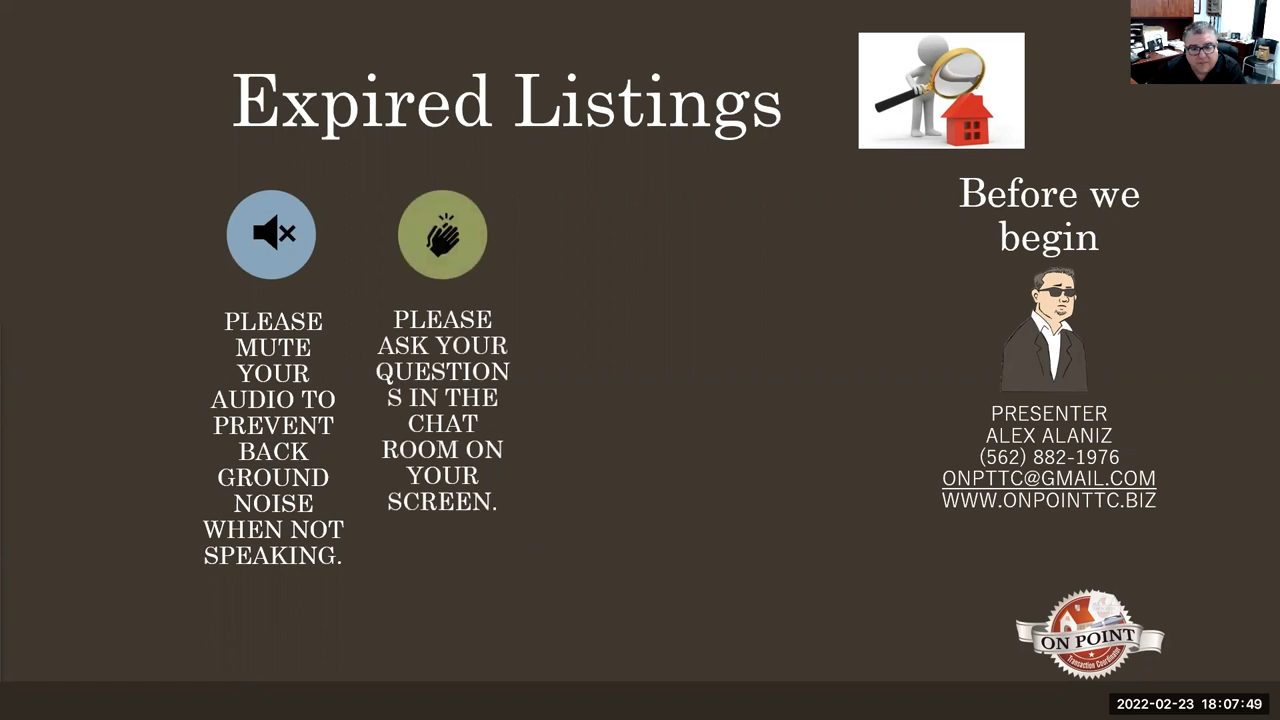 Expired Listings
PLEASE
MUTE
YOUR
AUDIO TO
PREVENT
BACK
GROUND
NOISE
WHEN NOT
SPEAKING.
PLEASE
ASK YOUR
QUESTION
S IN THE
CHAT
ROOM ON
YOUR
SCREEN.
Before we
begin
PRESENTER
ALEX ALANIZ
(562) 882-1976
ONPTTC@GMAIL.COM
WWW.ONPOINTTC.BIZ
ON POINT
Transaction Coordinator
2022-02-23 18:07:49